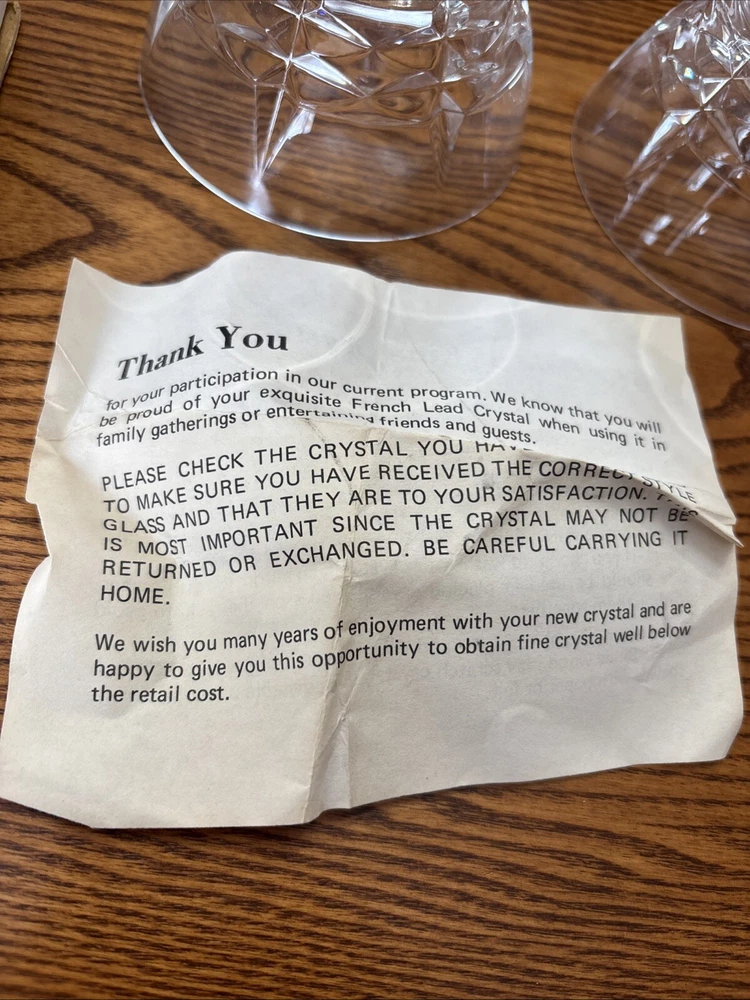 Thank You
for your participation in our current program. We know that you will
be proud of your exquisite French Lead Crystal when using it in
family gatherings or entertaining friends and guests.
PLEASE CHECK THE CRYSTAL YOU HAVE
TO MAKE SURE YOU HAVE RECEIVED THE CORRECT STYLE
GLASS AND THAT THEY ARE TO YOUR SATISFACTION.
IS MOST IMPORTANT SINCE THE CRYSTAL MAY NOT BE
RETURNED OR EXCHANGED. BE CAREFUL CARRYING IT
HOME.
We wish you many years of enjoyment with your new crystal and are
happy to give you this opportunity to obtain fine crystal well below
the retail cost.